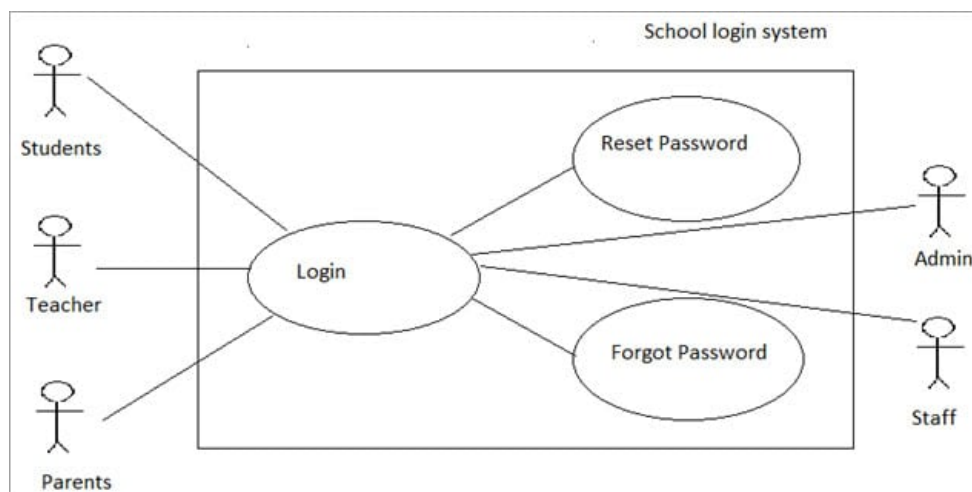 School login system
Students
Reset Password
Teacher
Login
Admin
Forgot Password
Staff
Parents